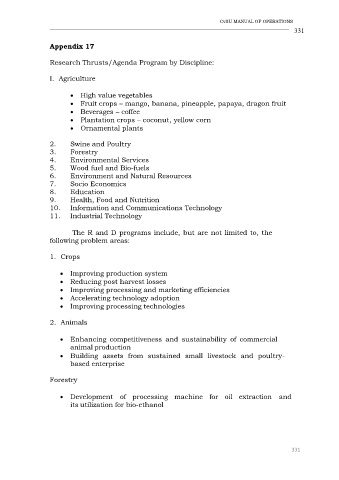 CvSU MANUAL OF OPERATIONS
331
Appendix 17
Research Thrusts/Agenda Program by Discipline:
I. Agriculture
• High value vegetables
• Fruit crops – mango, banana, pineapple, papaya, dragon fruit
• Beverages – coffee
• Plantation crops – coconut, yellow corn
• Ornamental plants
2. Swine and Poultry
3. Forestry
4. Environmental Services
5. Wood fuel and Bio-fuels
6. Environment and Natural Resources
7. Socio Economics
8. Education
9. Health, Food and Nutrition
10. Information and Communications Technology
11. Industrial Technology
The R and D programs include, but are not limited to, the
following problem areas:
1. Crops
• Improving production system
• Reducing post harvest losses
• Improving processing and marketing efficiencies
• Accelerating technology adoption
• Improving processing technologies
2. Animals
• Enhancing competitiveness and sustainability of commercial
animal production
• Building assets from sustained small livestock and poultry-
based enterprise
Forestry
• Development of processing machine for oil extraction and
its utilization for bio-ethanol
331